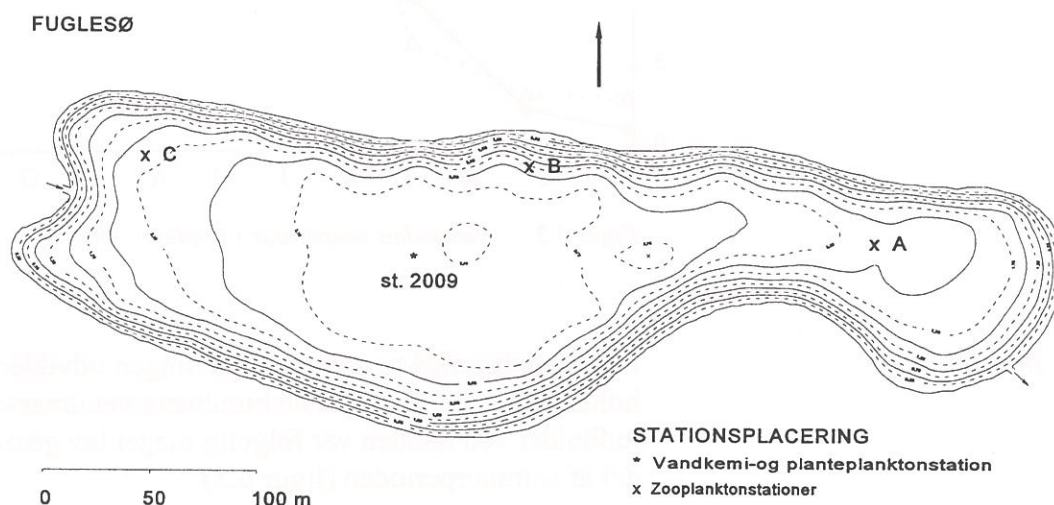 FUGLESØ
C
B
A
*
st. 2009
STATIONSPLACERING
* Vandkemi-og planteplanktonstation
x Zooplanktonstationer
0 50 100 m